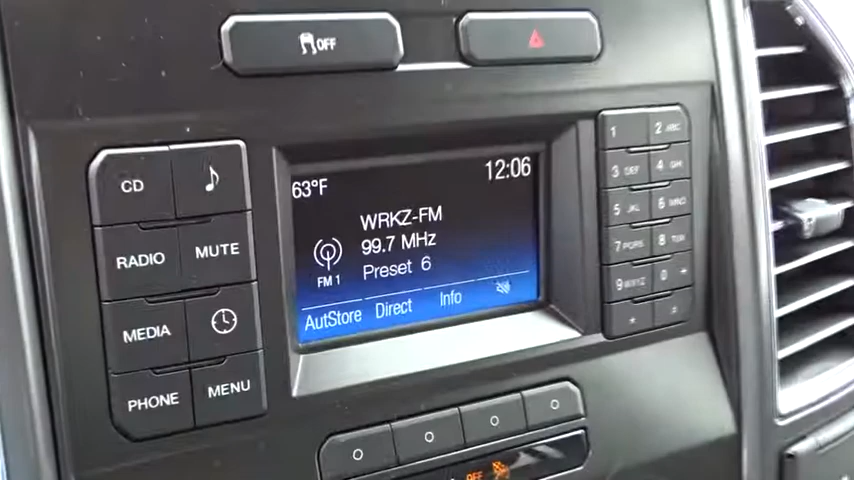 OFF
CD
RADIO MUTE
MEDIA
PHONE MENU
63°F 12:06
WRKZ-FM
99.7 MHz
FM 1 Preset 6
AutStore Direct Info
1 2 ABC
3 DEF 4 GHI
5 JKL 6 MNO
7 PQRS 8 TUV
9 WXYZ 0 +
* #
OFF